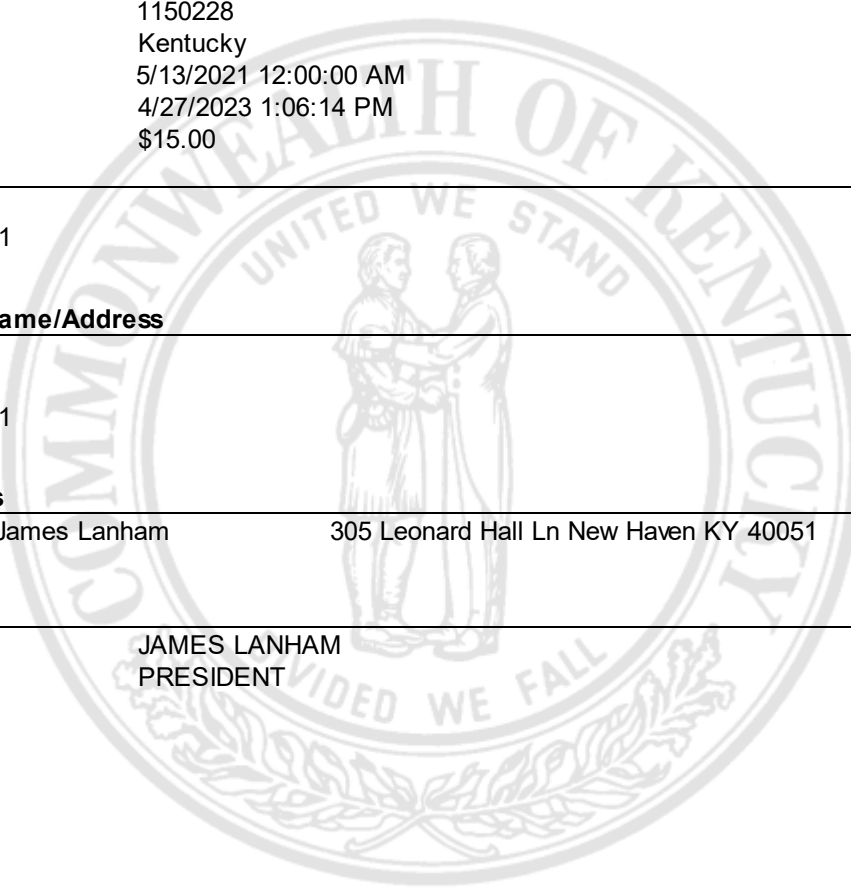 1150228
Kentucky
5/13/2021 12:00:00 AM
4/27/2023 1:06:14 PM
$15.00
1
ame/Address
1
s
James Lanham 305 Leonard Hall Ln New Haven KY 40051
JAMES LANHAM
PRESIDENT
COMMONWEALTH OF KENTUCKY
UNITED WE STAND
DIVIDED WE FALL